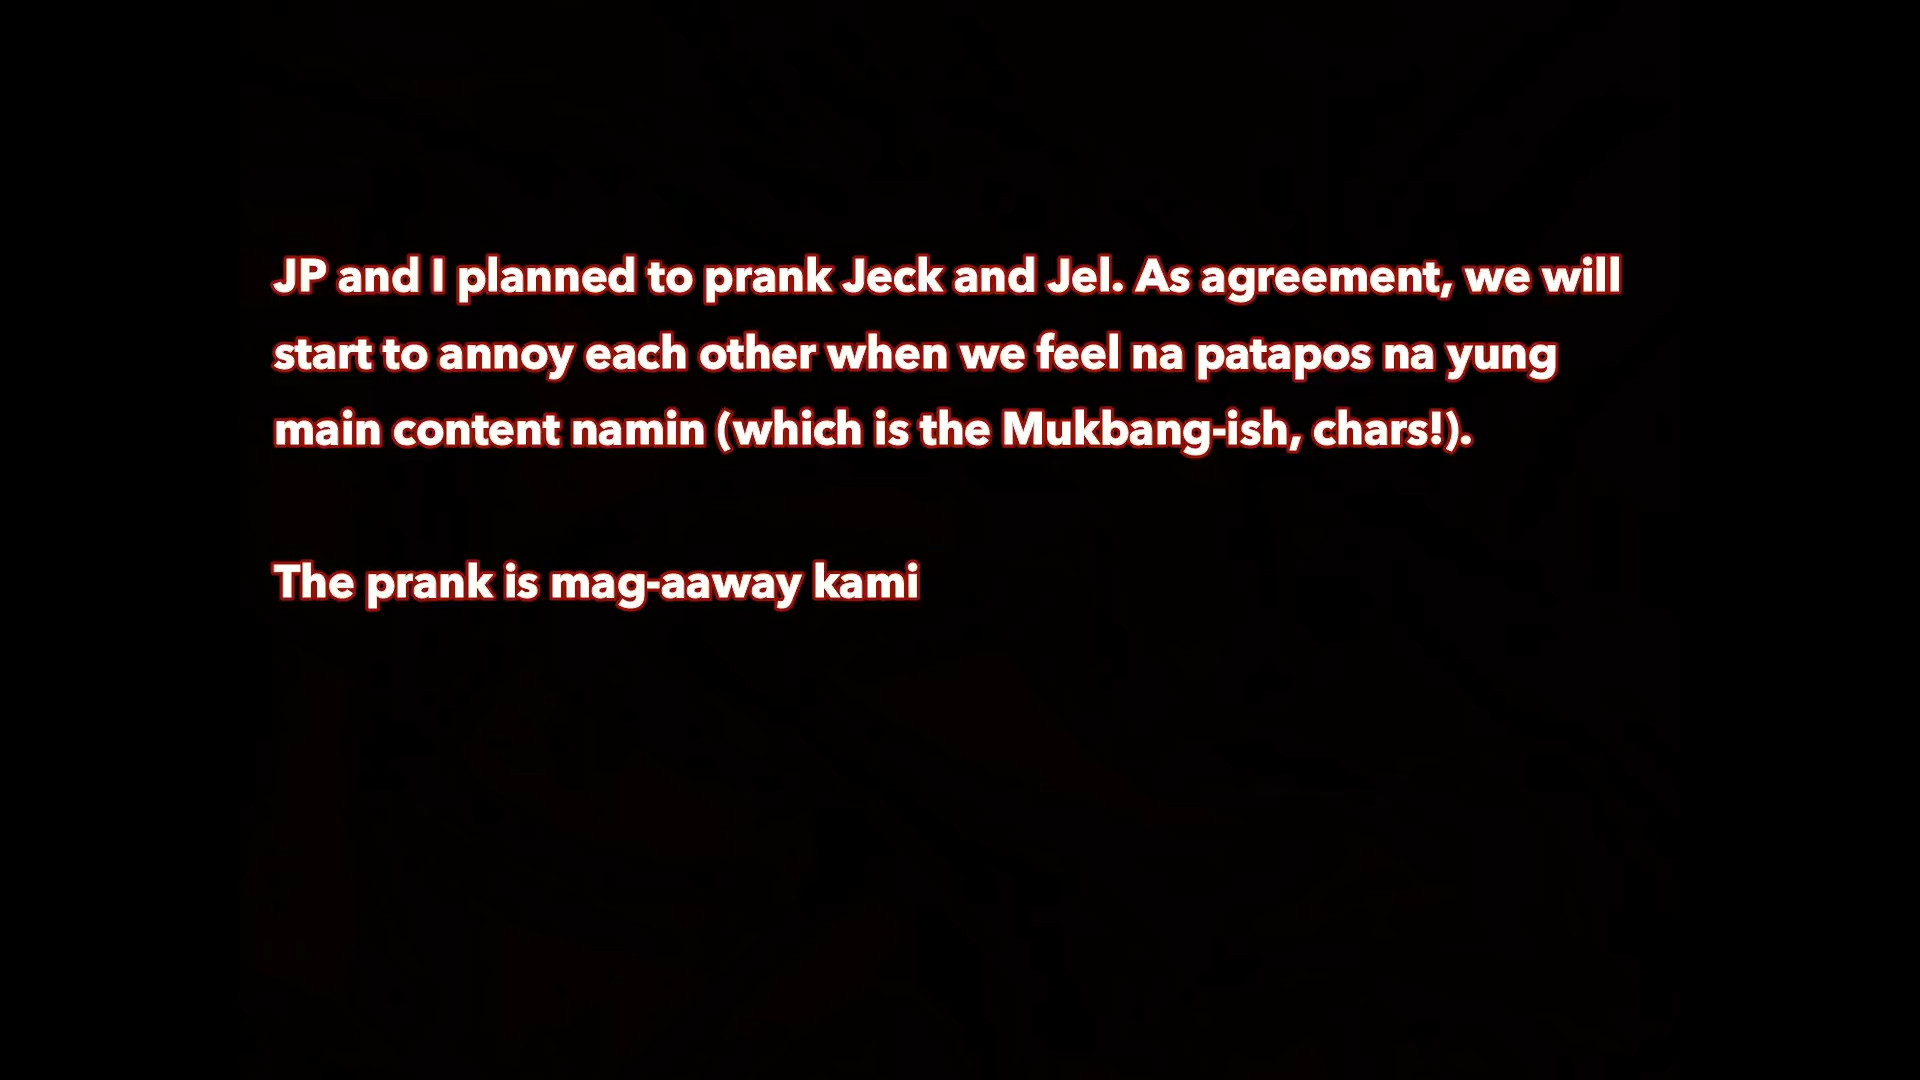 JP and I planned to prank Jeck and Jel. As agreement, we will
start to annoy each other when we feel na patapos na yung
main content namin (which is the Mukbang-ish, chars!).
The prank is mag-aaway kami